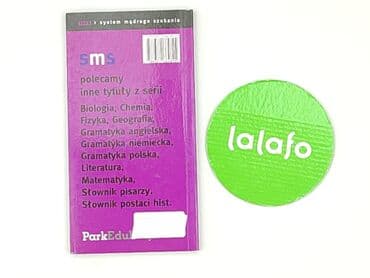 system mądrego szukania
sms
polecamy
inne tytuły z serii
Biologia, Chemia,
Fizyka, Geografia,
Gramatyka angielska,
Gramatyka niemiecka,
Gramatyka polska,
Literatura,
Matematyka,
Słownik pisarzy.
Słownik postaci hist.
lalafo